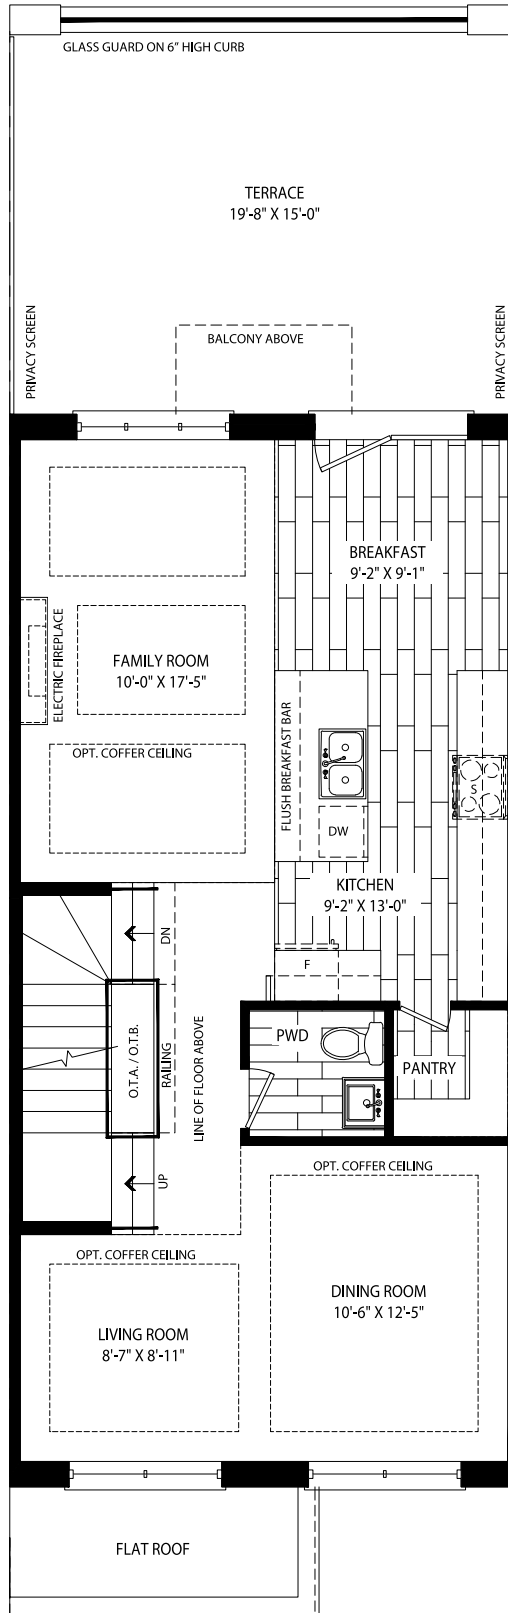 GLASS GUARD ON 6" HIGH CURB
TERRACE
19'-8" X 15'-0"
PRIVACY SCREEN
PRIVACY SCREEN
BALCONY ABOVE
BREAKFAST
9'-2" X 9'-1"
ELECTRIC FIREPLACE
FAMILY ROOM
10'-0" X 17'-5"
OPT. COFFER CEILING
FLUSH BREAKFAST BAR
S
DW
KITCHEN
9'-2" X 13'-0"
DN
F
O.T.A. / O.T.B.
RAILING
LINE OF FLOOR ABOVE
PWD
PANTRY
UP
OPT. COFFER CEILING
OPT. COFFER CEILING
DINING ROOM
10'-6" X 12'-5"
LIVING ROOM
8'-7" X 8'-11"
FLAT ROOF